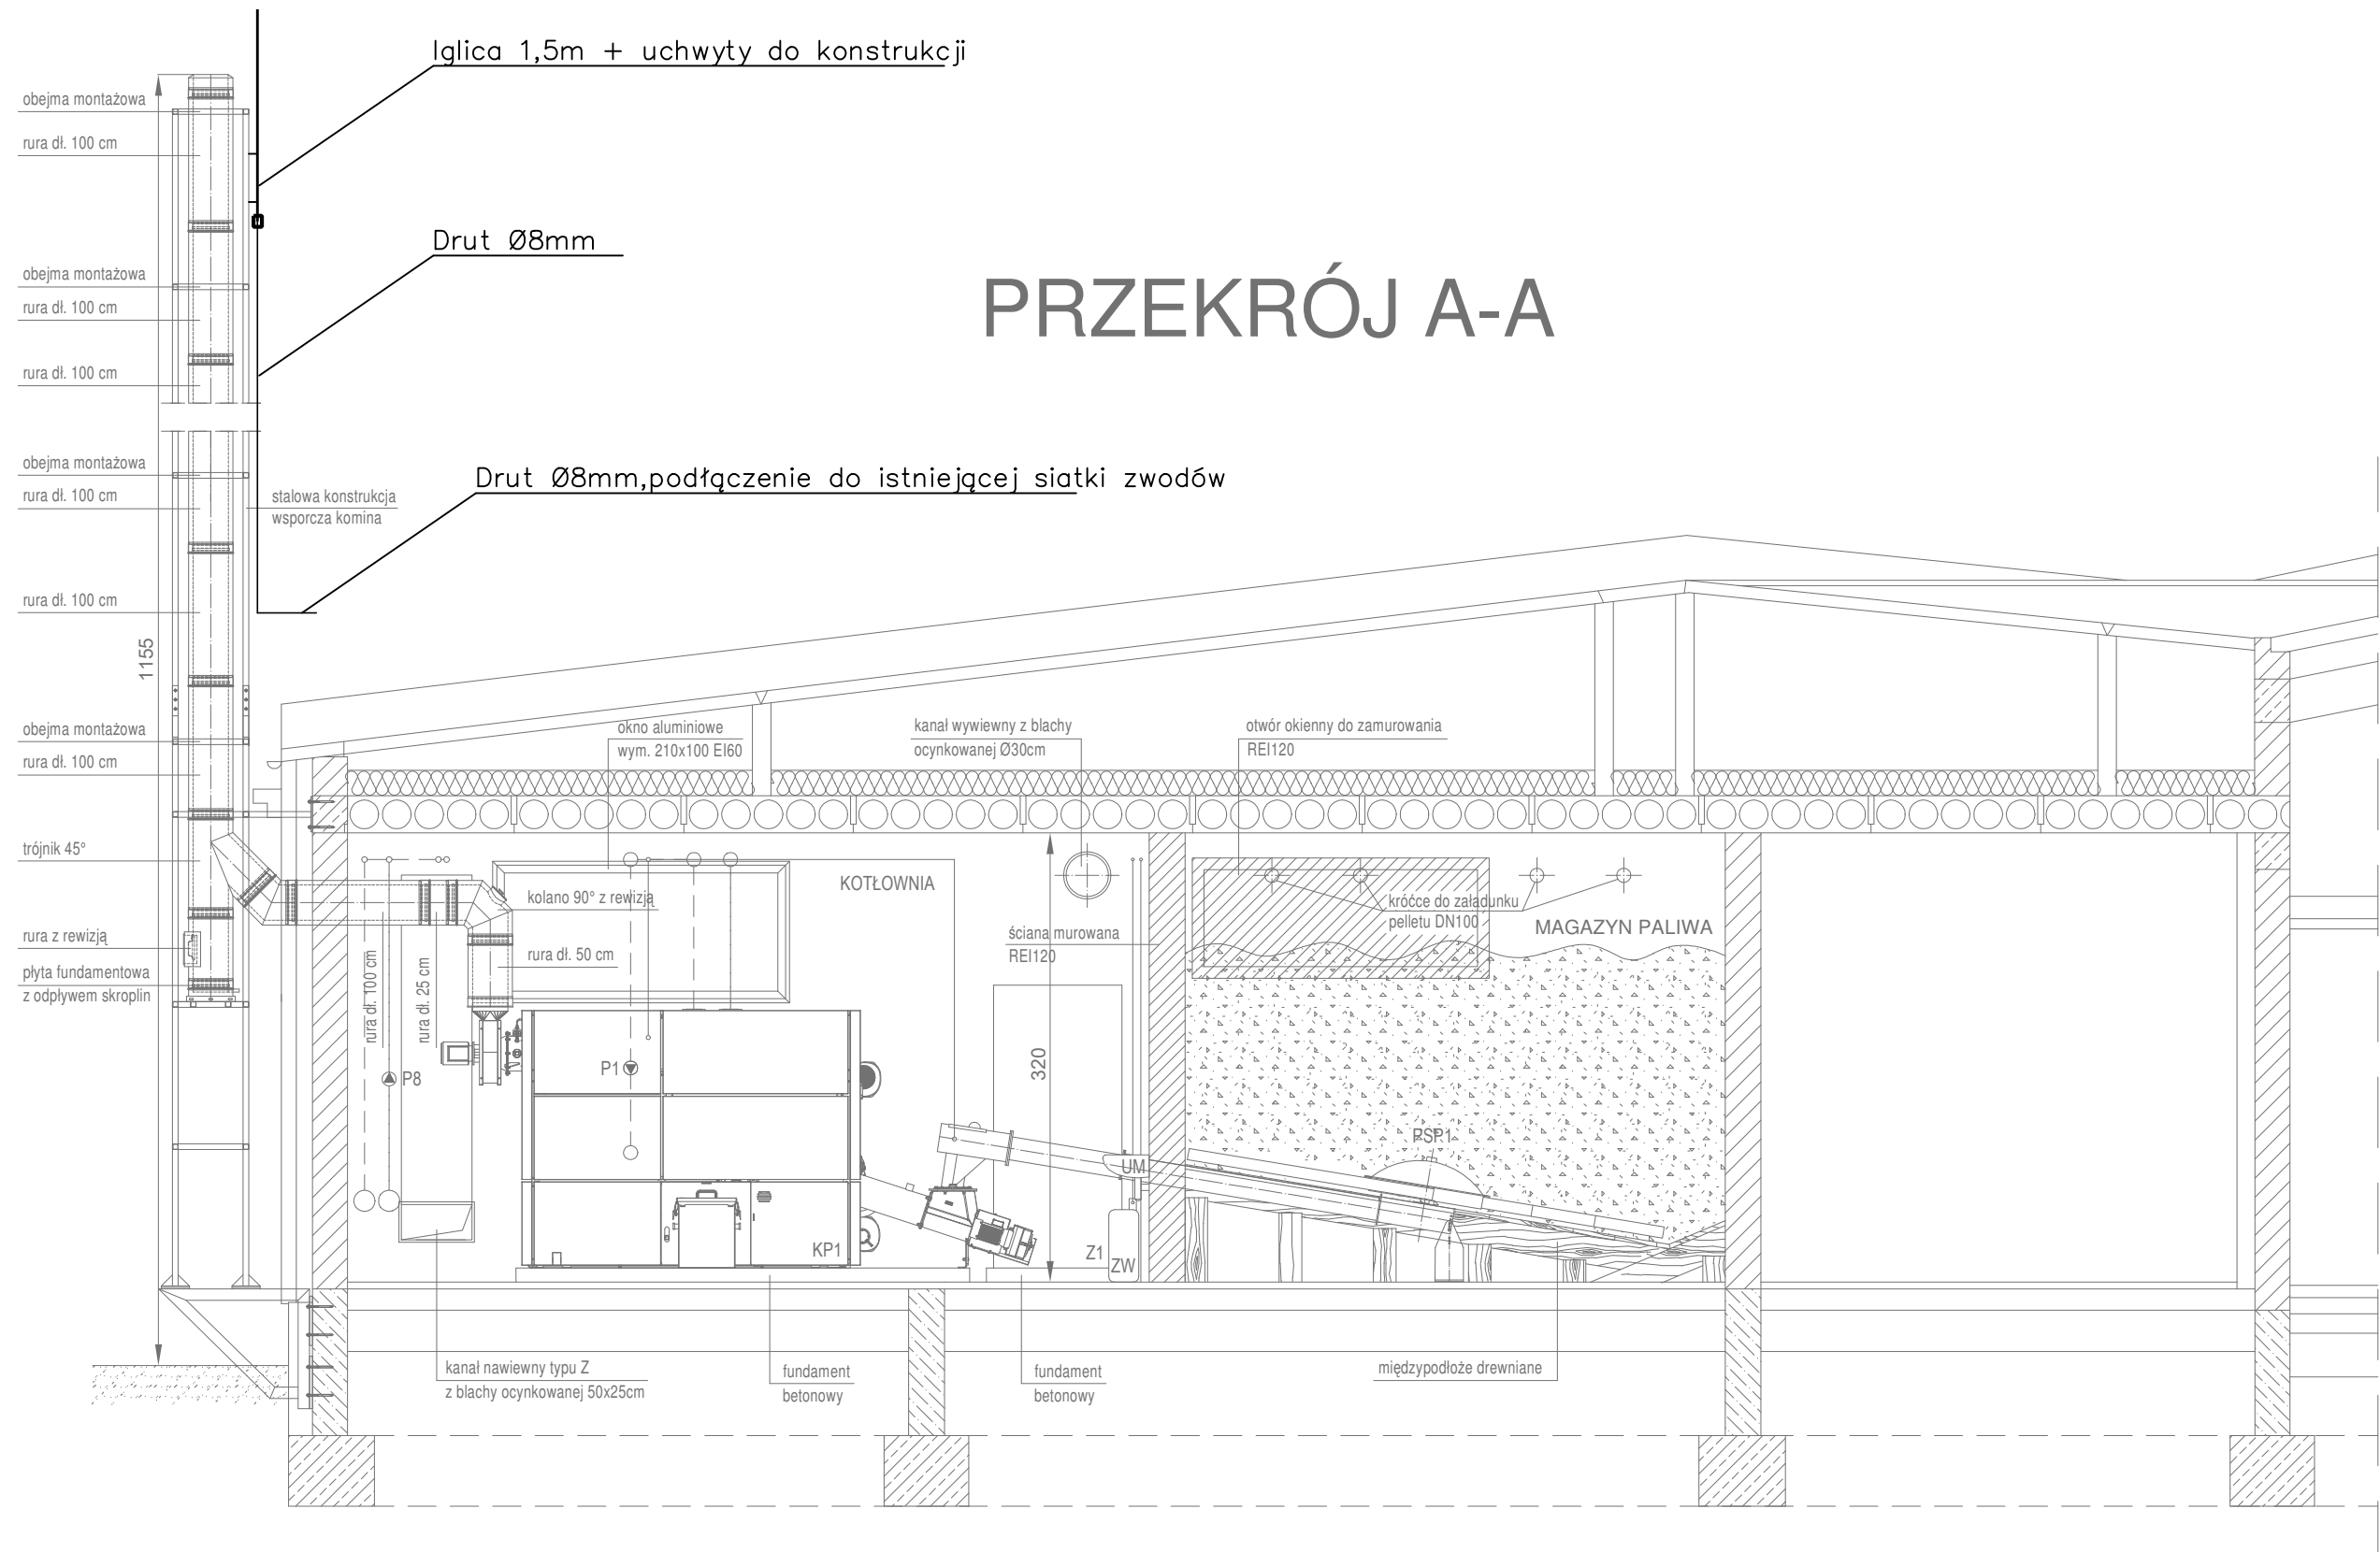 Iglica 1,5m + uchwyty do konstrukcji
obejma montażowa
rura dł. 100 cm
Drut Ø8mm
PRZEKRÓJ A-A
obejma montażowa
rura dł. 100 cm
rura dł. 100 cm
obejma montażowa
rura dł. 100 cm
Drut Ø8mm,podłączenie do istniejącej siatki zwodów
stalowa konstrukcja
wsporcza komina
rura dł. 100 cm
1155
obejma montażowa
rura dł. 100 cm
okno aluminiowe
wym. 210x100 EI60
kanał wywiewny z blachy
ocynkowanej Ø30cm
otwór okienny do zamurowania
REI120
trójnik 45°
KOTŁOWNIA
kolano 90° z rewizją
króćce do załadunku
pelletu DN100
MAGAZYN PALIWA
rura z rewizją
ściana murowana
REI120
rura dł. 50 cm
płyta fundamentowa
z odpływem skroplin
rura dł. 100 cm
rura dł. 25 cm
320
P1
P8
PSP1
UM
KP1
Z1
ZW
kanał nawiewny typu Z
z blachy ocynkowanej 50x25cm
fundament
betonowy
fundament
betonowy
międzypodłoże drewniane